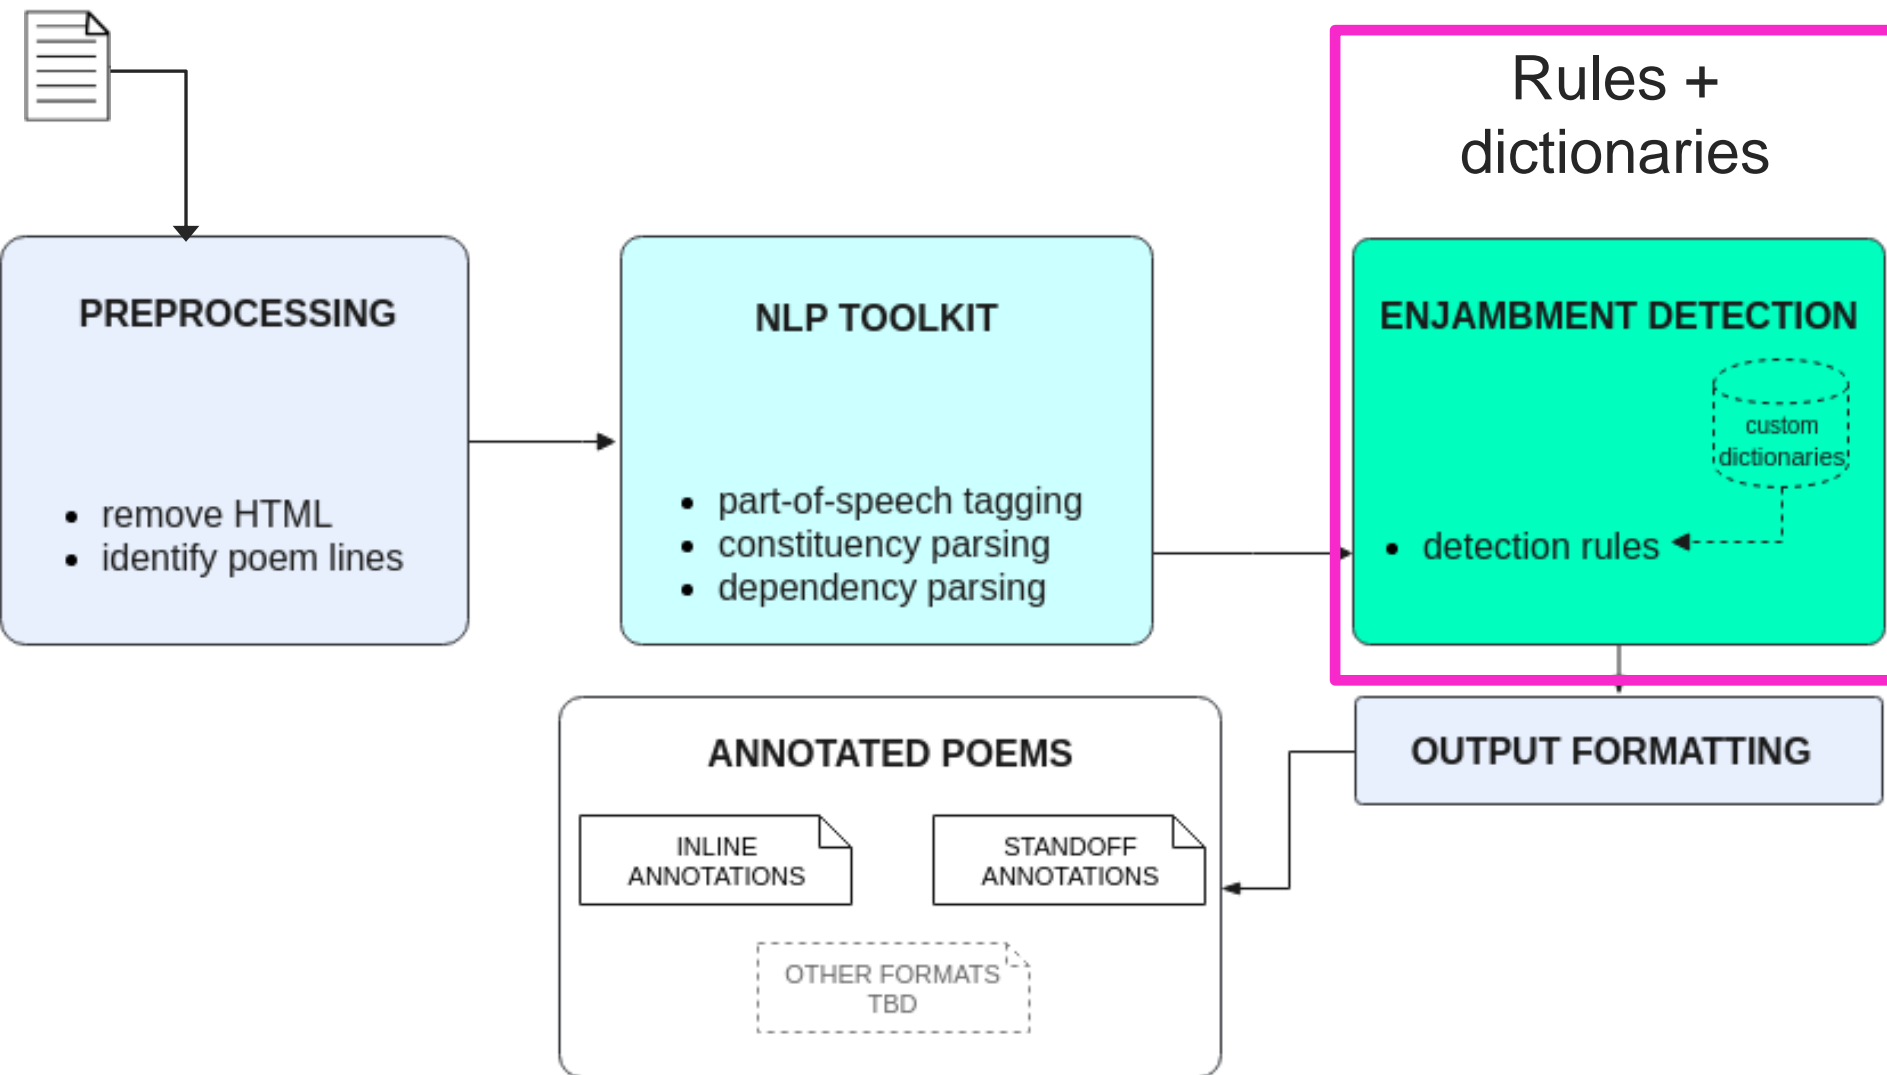 Rules +
dictionaries
PREPROCESSING
• remove HTML
• identify poem lines
NLP TOOLKIT
• part-of-speech tagging
• constituency parsing
• dependency parsing
ENJAMBMENT DETECTION
custom
dictionaries
• detection rules
OUTPUT FORMATTING
ANNOTATED POEMS
INLINE
ANNOTATIONS
STANDOFF
ANNOTATIONS
OTHER FORMATS
TBD